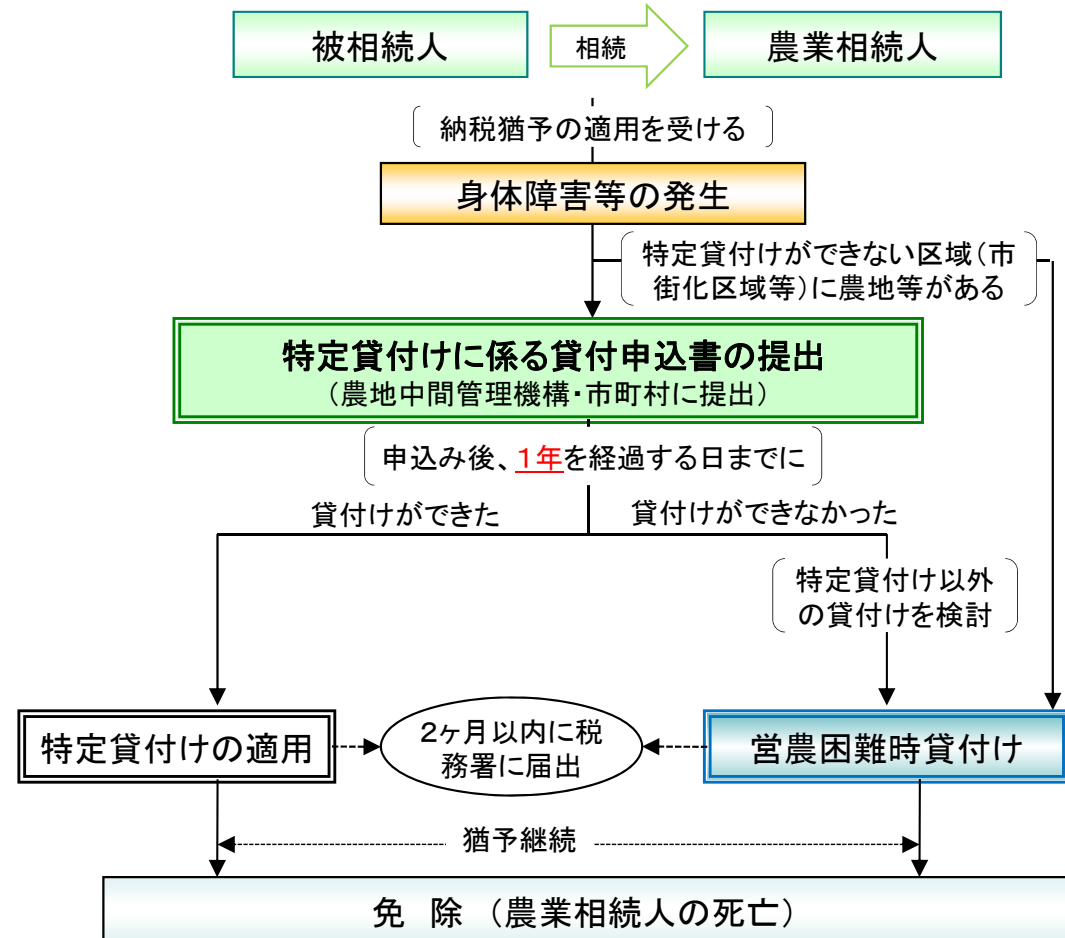 被相続人
相続
農業相続人
納税猶予の適用を受ける
身体障害等の発生
特定貸付けができない区域（市
街化区域等）に農地等がある
特定貸付けに係る貸付申込書の提出
（農地中間管理機構・市町村に提出）
申込み後、１年を経過する日までに
貸付けができた
貸付けができなかった
特定貸付け以外
の貸付けを検討
特定貸付けの適用
２ヶ月以内に税
務署に届出
営農困難時貸付け
猶予継続
免　除　（農業相続人の死亡）